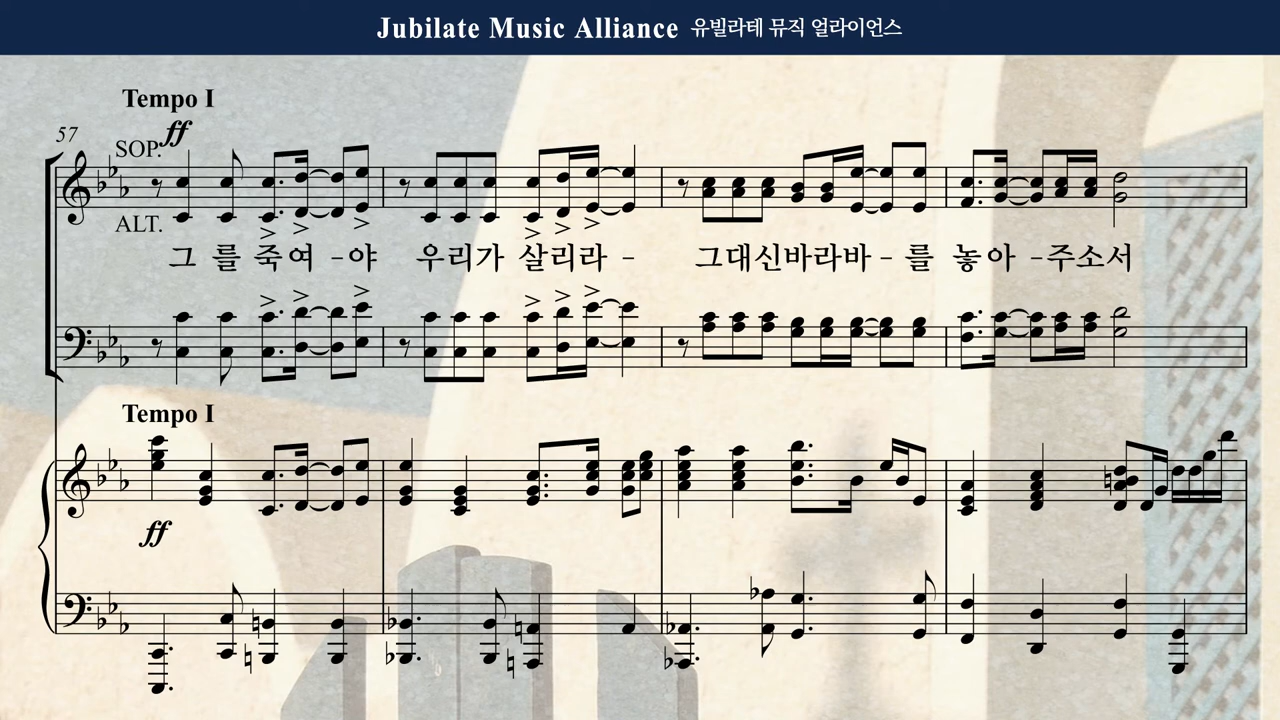 Jubilate Music Alliance 유빌라테 뮤직 얼라이언스
Tempo I
57
ff
SOP.
ALT.
그 를 죽 여 - 야 우리가 살리라 - 그대신바라바 - 를 놓 아 - 주소서
Tempo I
ff